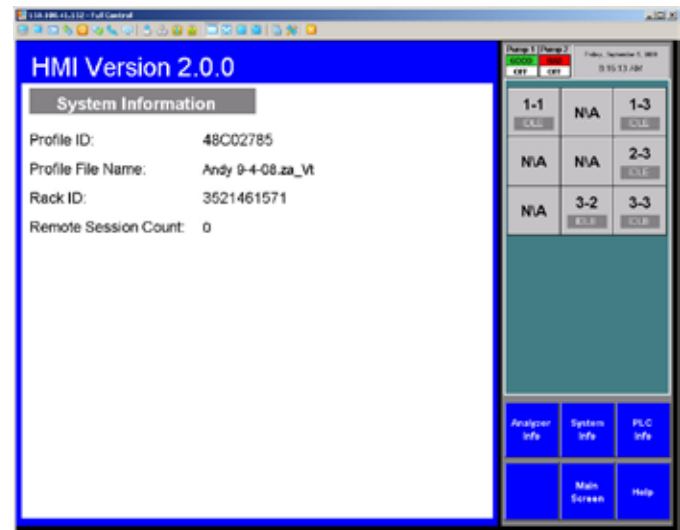 HMI Version 2.0.0
System Information
Profile ID: 48C02785
Profile File Name: Andy 9-4-08.za_Vt
Rack ID: 3521461571
Remote Session Count: 0
Pump 1 Pump 2
GOOD
OFF OFF
1-1 N\A 1-3
IDLE IDLE
N\A N\A 2-3
IDLE
N\A 3-2 3-3
IDLE IDLE
Analyzer Info
System Info
PLC Info
Main Screen
Help